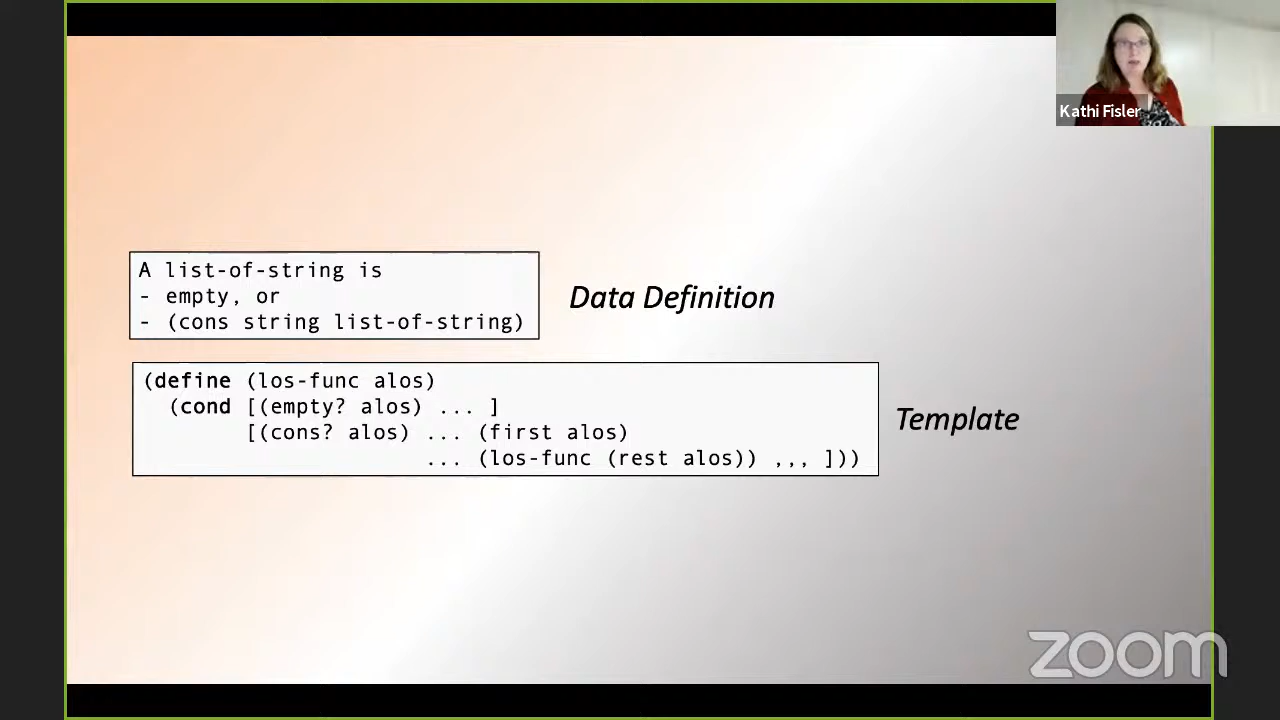 Kathi Fisler
A list-of-string is
- empty, or
- (cons string list-of-string)
Data Definition
(define (los-func alos)
(cond [(empty? alos) ... ]
[(cons? alos) ... (first alos)
... (los-func (rest alos)) ,,, ]))
Template
zoom